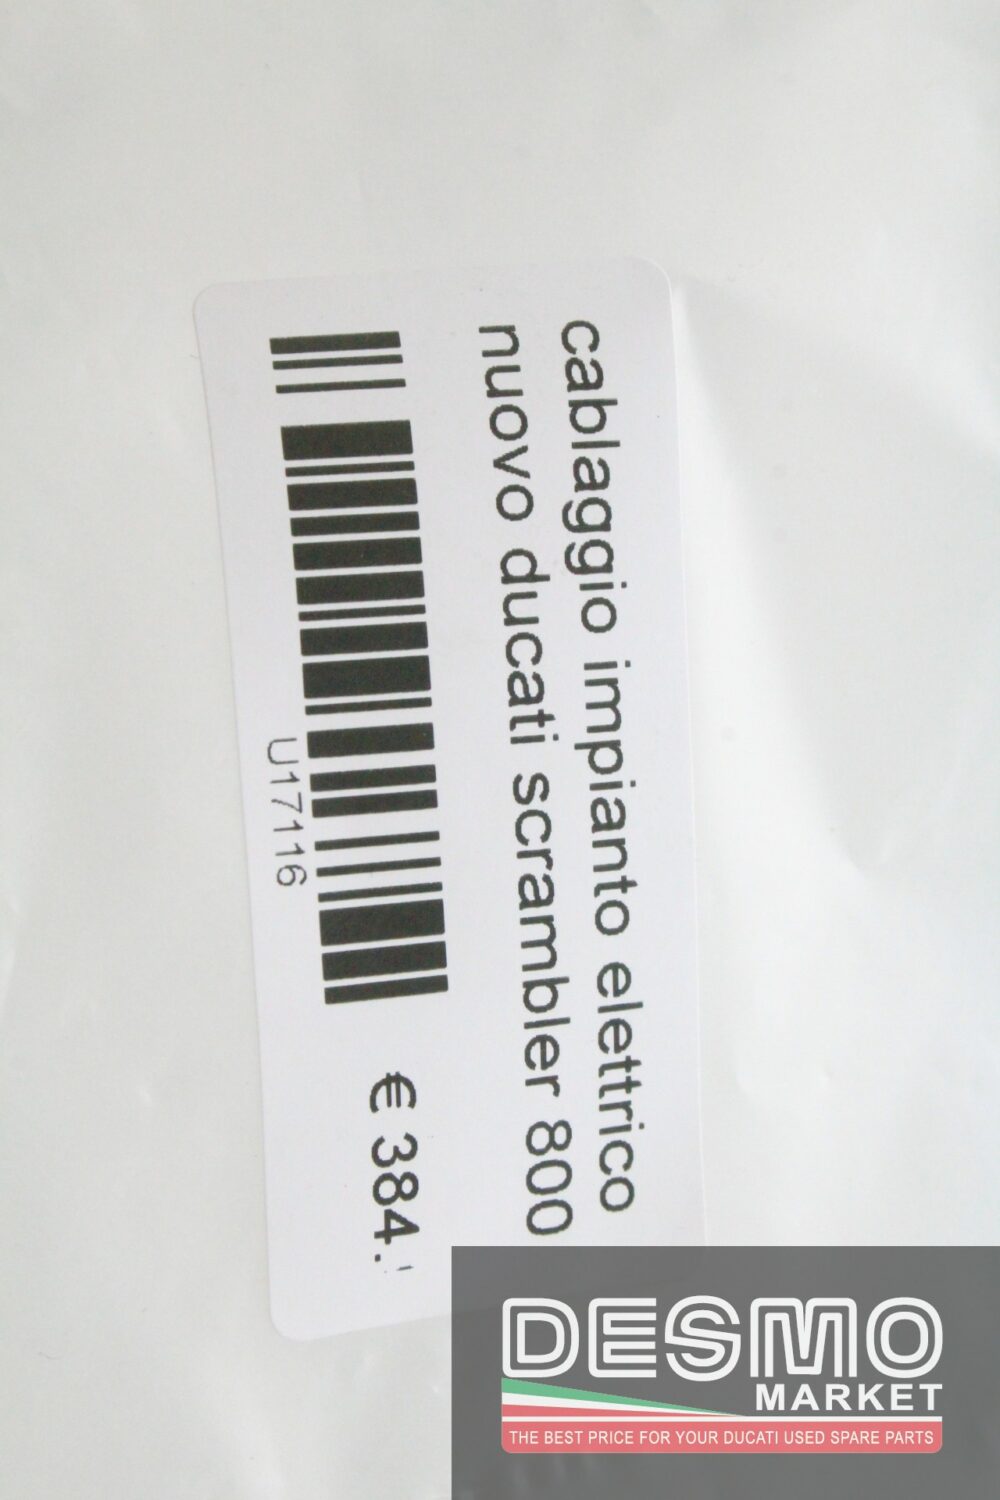 cablaggio impianto elettrico
nuovo ducati scrambler 800
U17116
€ 384.
DESMO
MARKET
THE BEST PRICE FOR YOUR DUCATI USED SPARE PARTS